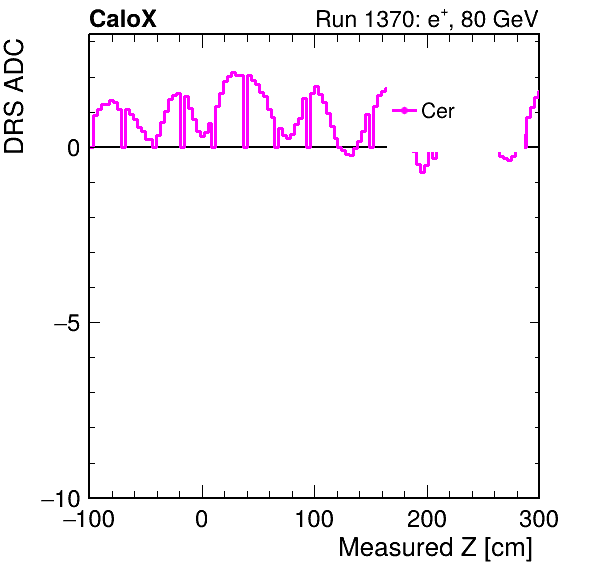 CaloX Run 1370: e⁺, 80 GeV
DRS ADC
Cer
0
−5
−10
−100 0 100 200 300
Measured Z [cm]